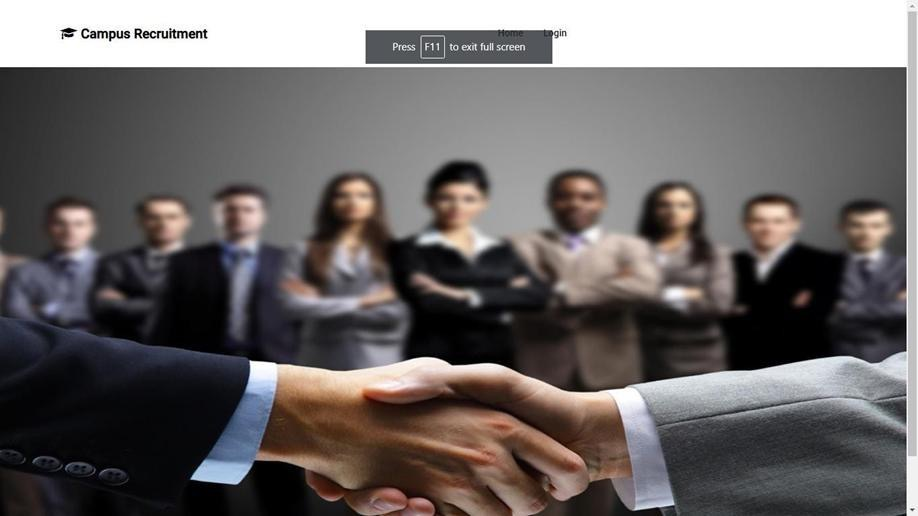 Campus Recruitment
Home Login
Press F11 to exit full screen